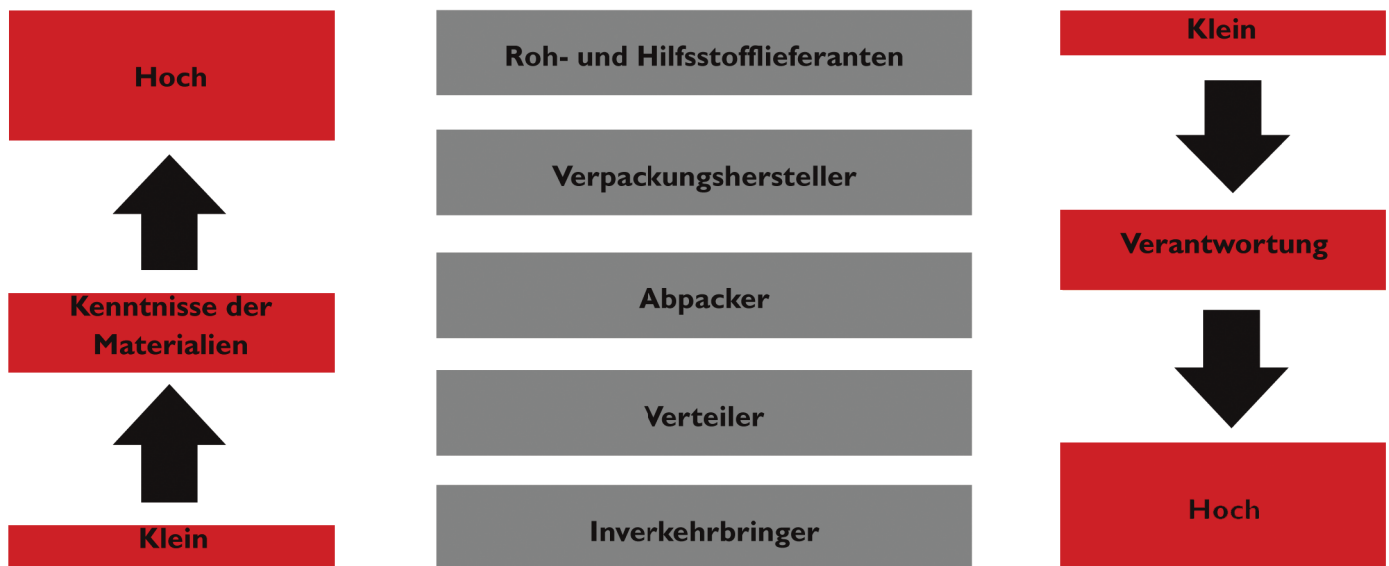 Hoch
Kenntnisse der
Materialien
Klein
Roh- und Hilfsstofflieferanten
Verpackungshersteller
Abpacker
Verteiler
Inverkehrbringer
Klein
Verantwortung
Hoch